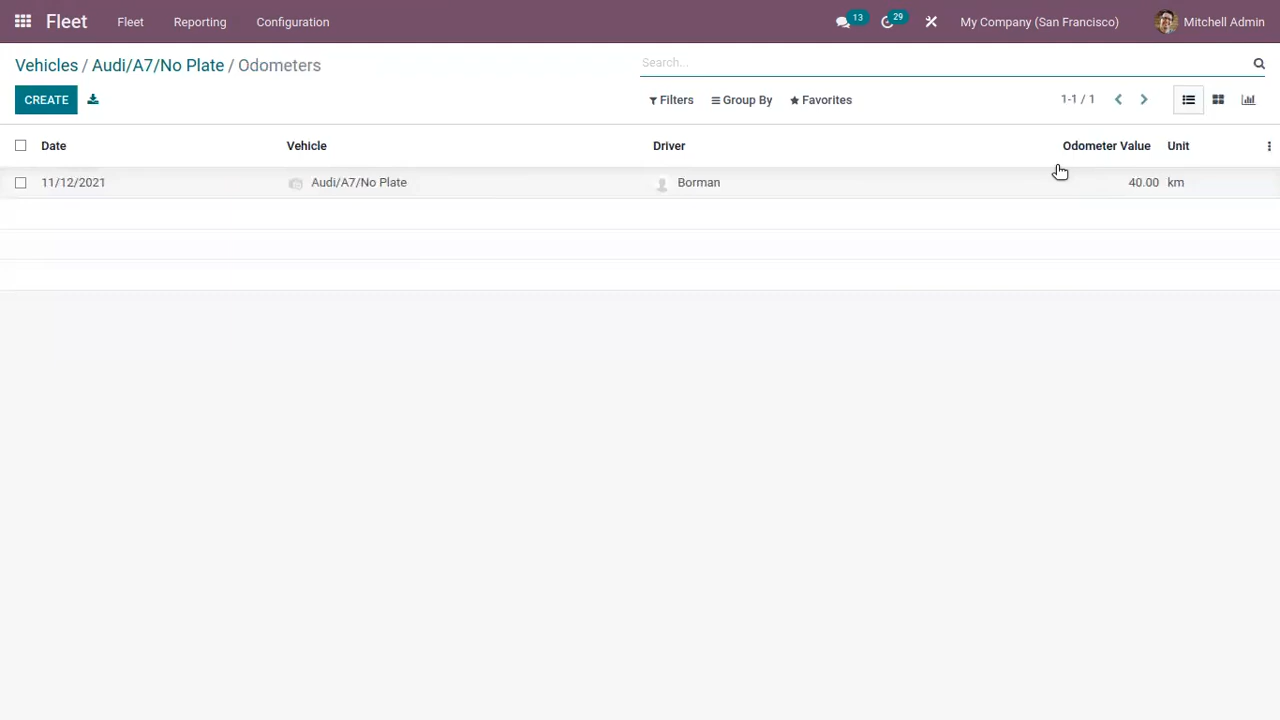 Fleet Fleet Reporting Configuration 13 29 My Company (San Francisco) Mitchell Admin
Vehicles / Audi/A7/No Plate / Odometers Search...
CREATE Filters Group By Favorites 1-1 / 1
Date Vehicle Driver Odometer Value Unit
11/12/2021 Audi/A7/No Plate Borman 40.00 km